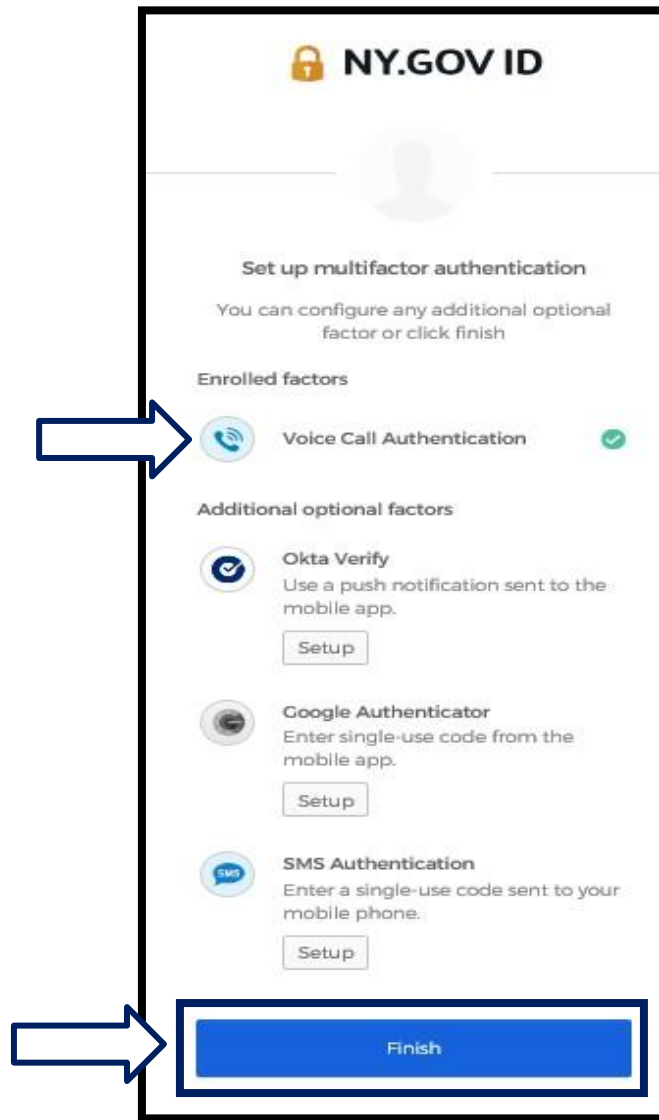 NY.GOV ID
Set up multifactor authentication
You can configure any additional optional
factor or click finish
Enrolled factors
Voice Call Authentication
Additional optional factors
Okta Verify
Use a push notification sent to the
mobile app.
Setup
Google Authenticator
Enter single-use code from the
mobile app.
Setup
SMS
SMS Authentication
Enter a single-use code sent to your
mobile phone.
Setup
Finish